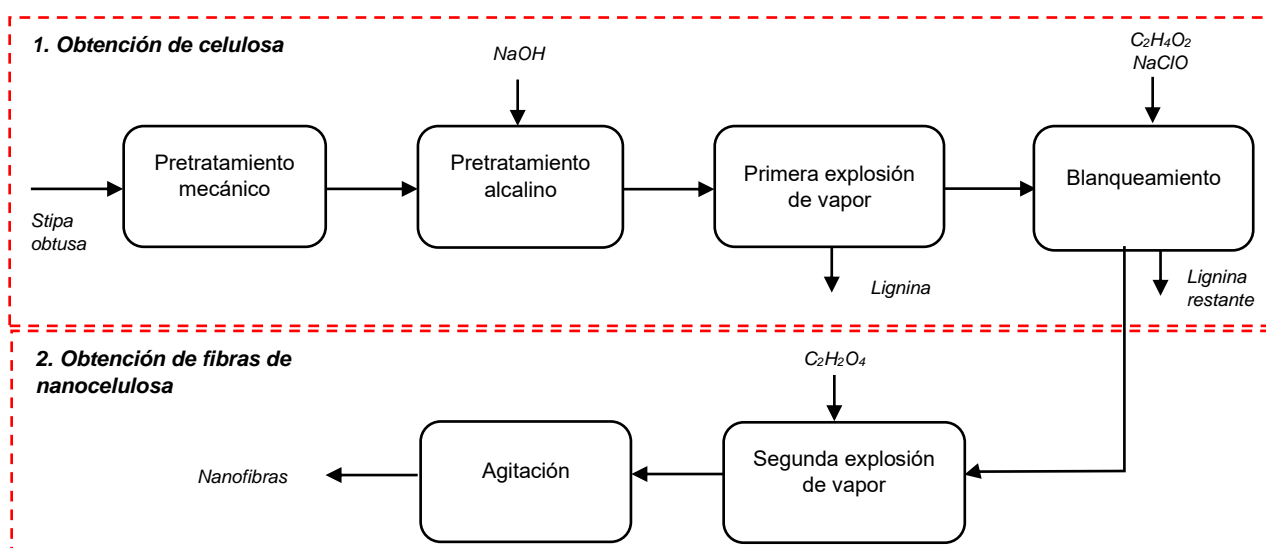 1. Obtención de celulosa
NaOH
C₂H₄O₂
NaClO
Pretratamiento
mecánico
Pretratamiento
alcalino
Primera explosión
de vapor
Blanqueamiento
Stipa
obtusa
Lignina
Lignina
restante
2. Obtención de fibras de
nanocelulosa
C₂H₂O₄
Nanofibras
Agitación
Segunda explosión
de vapor